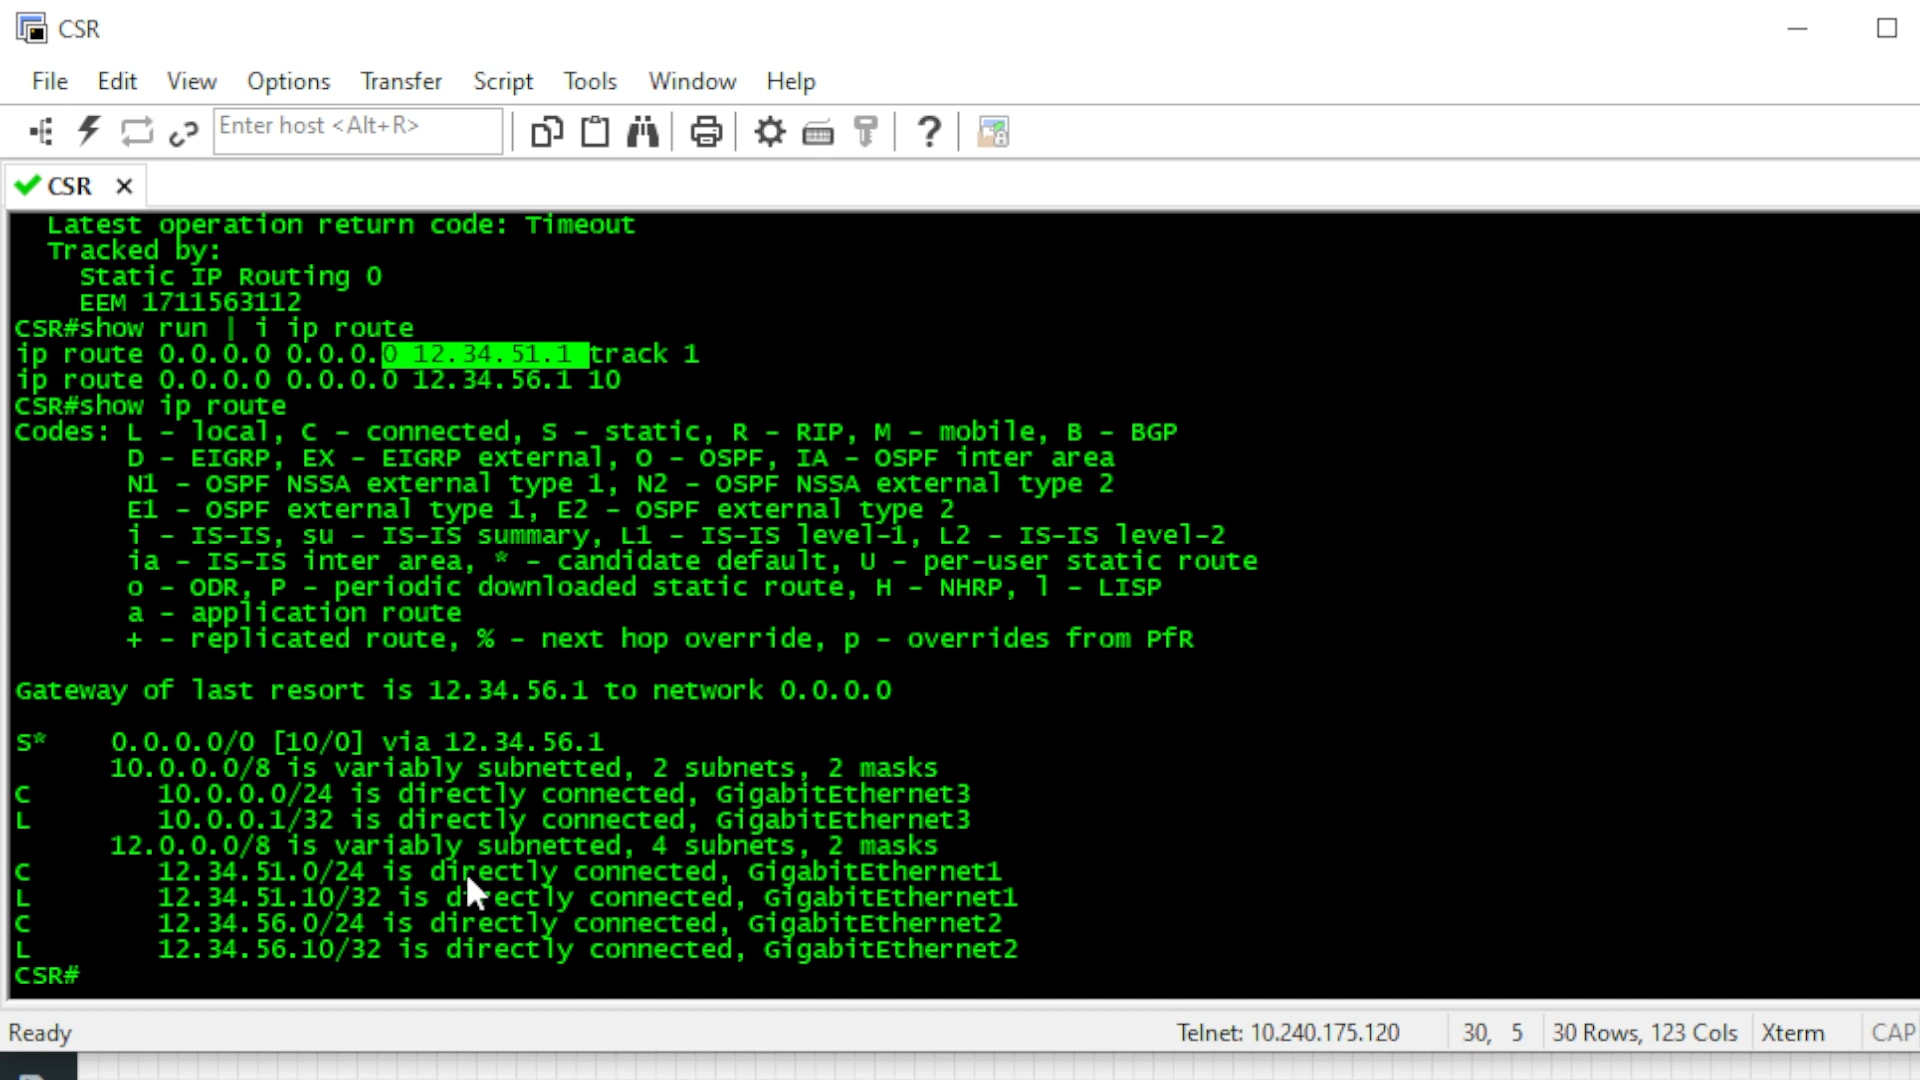 CSR
File Edit View Options Transfer Script Tools Window Help
Enter host <Alt+R>
CSR
Latest operation return code: Timeout
Tracked by:
Static IP Routing 0
EEM 1711563112
CSR#show run | i ip route
ip route 0.0.0.0 0.0.0.0 12.34.51.1 track 1
ip route 0.0.0.0 0.0.0.0 12.34.56.1 10
CSR#show ip route
Codes: L - local, C - connected, S - static, R - RIP, M - mobile, B - BGP
D - EIGRP, EX - EIGRP external, O - OSPF, IA - OSPF inter area
N1 - OSPF NSSA external type 1, N2 - OSPF NSSA external type 2
E1 - OSPF external type 1, E2 - OSPF external type 2
i - IS-IS, su - IS-IS summary, L1 - IS-IS level-1, L2 - IS-IS level-2
ia - IS-IS inter area, * - candidate default, U - per-user static route
o - ODR, P - periodic downloaded static route, H - NHRP, l - LISP
a - application route
+ - replicated route, % - next hop override, p - overrides from PfR
Gateway of last resort is 12.34.56.1 to network 0.0.0.0
S* 0.0.0.0/0 [10/0] via 12.34.56.1
10.0.0.0/8 is variably subnetted, 2 subnets, 2 masks
C 10.0.0.0/24 is directly connected, GigabitEthernet3
L 10.0.0.1/32 is directly connected, GigabitEthernet3
12.0.0.0/8 is variably subnetted, 4 subnets, 2 masks
C 12.34.51.0/24 is directly connected, GigabitEthernet1
L 12.34.51.10/32 is directly connected, GigabitEthernet1
C 12.34.56.0/24 is directly connected, GigabitEthernet2
L 12.34.56.10/32 is directly connected, GigabitEthernet2
CSR#
Ready Telnet: 10.240.175.120 30, 5 30 Rows, 123 Cols Xterm CAP